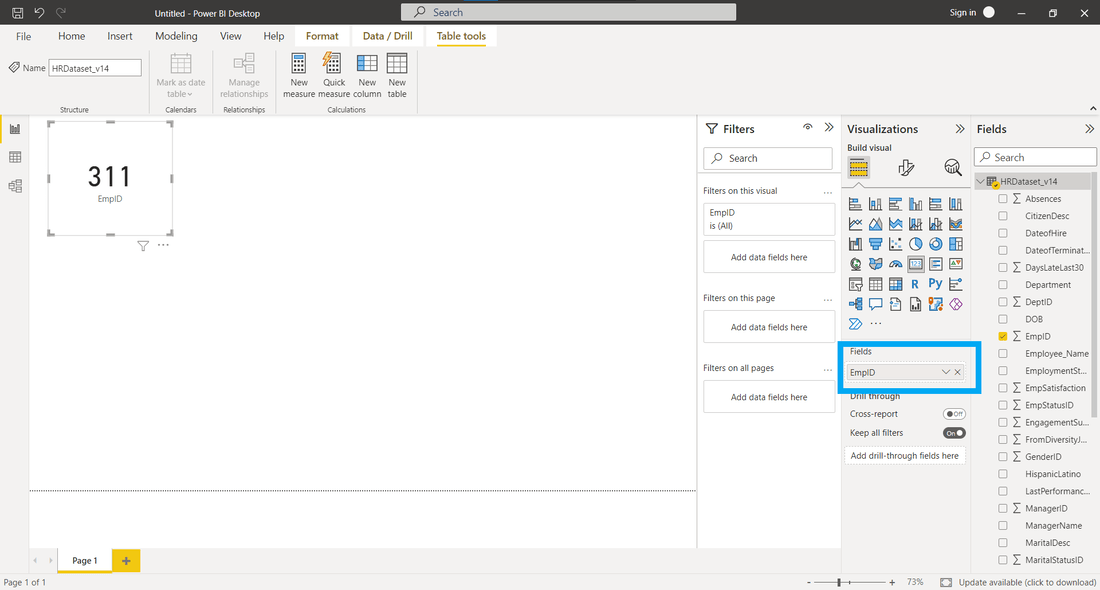 Untitled - Power BI Desktop
Search
Sign in
File
Home
Insert
Modeling
View
Help
Format
Data / Drill
Table tools
Name
HRDataset_v14
Mark as date
table
Manage
relationships
New
measure
Quick
measure
New
column
New
table
Structure
Calendars
Relationships
Calculations
311
EmpID
Filters
Search
Filters on this visual
EmpID
is (All)
Add data fields here
Filters on this page
Add data fields here
Filters on all pages
Add data fields here
Visualizations
Build visual
123
R
Py
Fields
EmpID
Drill through
Cross-report
Off
Keep all filters
On
Add drill-through fields here
Fields
Search
HRDataset_v14
Absences
CitizenDesc
DateofHire
DateofTerminat...
DaysLateLast30
Department
DeptID
DOB
EmpID
Employee_Name
EmploymentSt...
EmpSatisfaction
EmpStatusID
EngagementSu...
FromDiversityJ...
GenderID
HispanicLatino
LastPerformanc...
ManagerID
ManagerName
MaritalDesc
MaritalStatusID
Page 1
Page 1 of 1
73%
Update available (click to download)